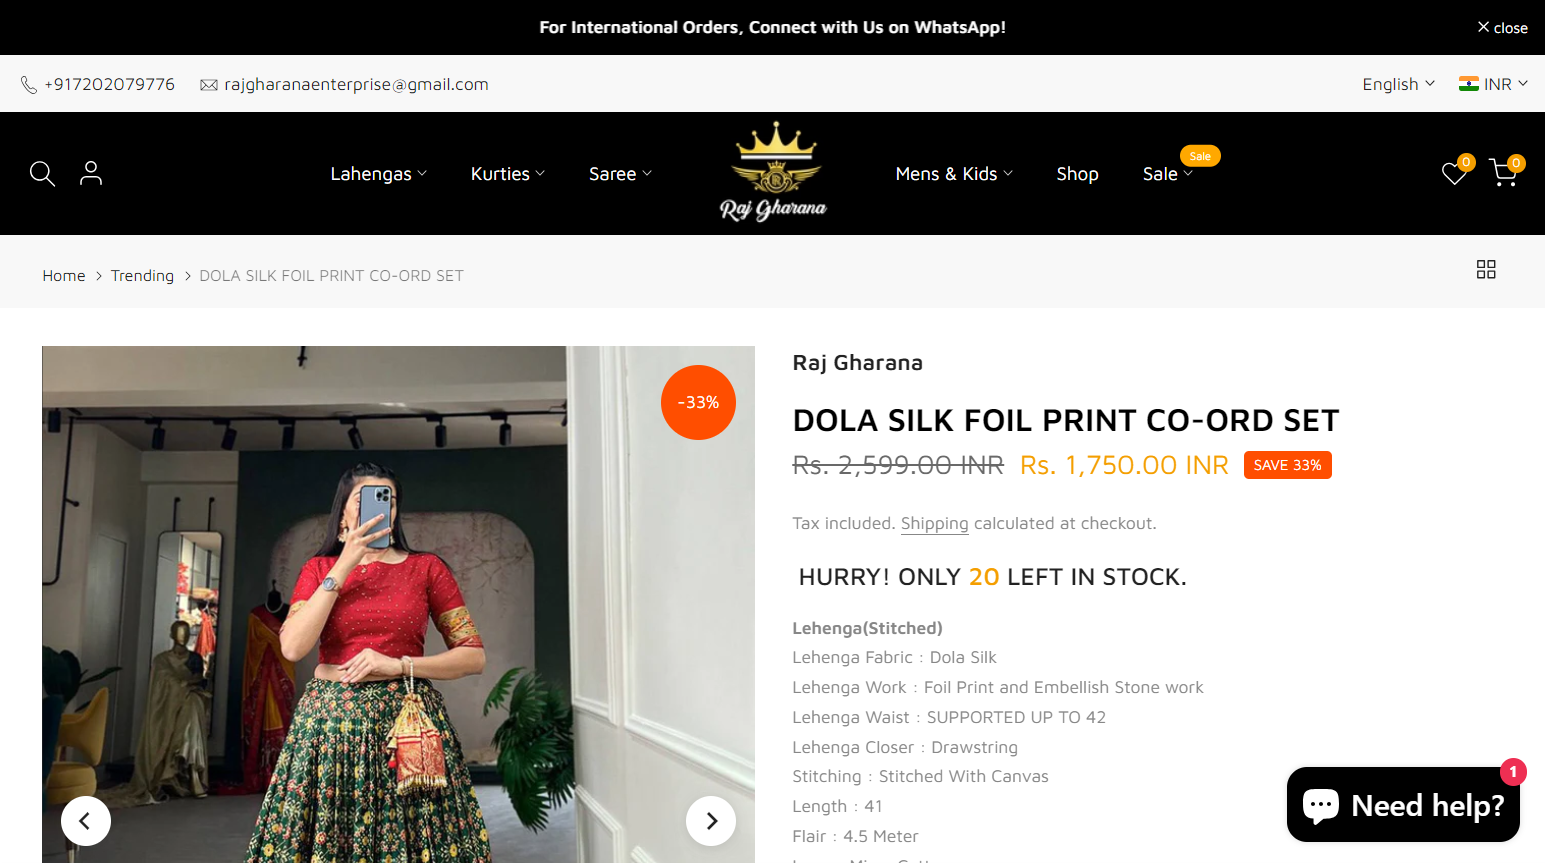 For International Orders, Connect with Us on WhatsApp!
close
+917202079776
rajgharanaenterprise@gmail.com
English
INR
Lahengas
Kurties
Saree
Raj Gharana
Mens & Kids
Shop
Sale
Sale
0
0
Home > Trending > DOLA SILK FOIL PRINT CO-ORD SET
-33%
Raj Gharana
DOLA SILK FOIL PRINT CO-ORD SET
Rs. 2,599.00 INR Rs. 1,750.00 INR SAVE 33%
Tax included. Shipping calculated at checkout.
HURRY! ONLY 20 LEFT IN STOCK.
Lehenga(Stitched)
Lehenga Fabric : Dola Silk
Lehenga Work : Foil Print and Embellish Stone work
Lehenga Waist : SUPPORTED UP TO 42
Lehenga Closer : Drawstring
Stitching : Stitched With Canvas
Length : 41
Flair : 4.5 Meter
1
Need help?